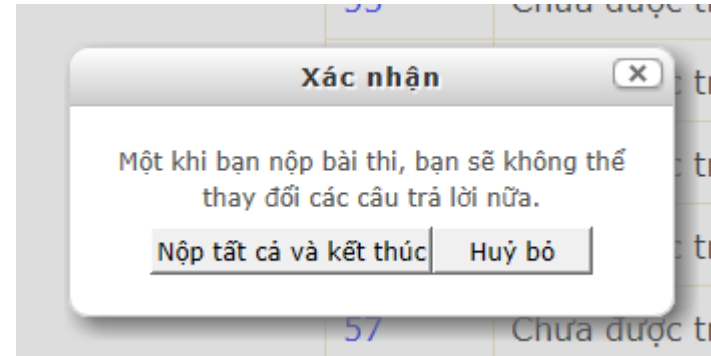 Xác nhận
Một khi bạn nộp bài thi, bạn sẽ không thể
thay đổi các câu trả lời nữa.
Nộp tất cả và kết thúc Huỷ bỏ
57 Chưa được